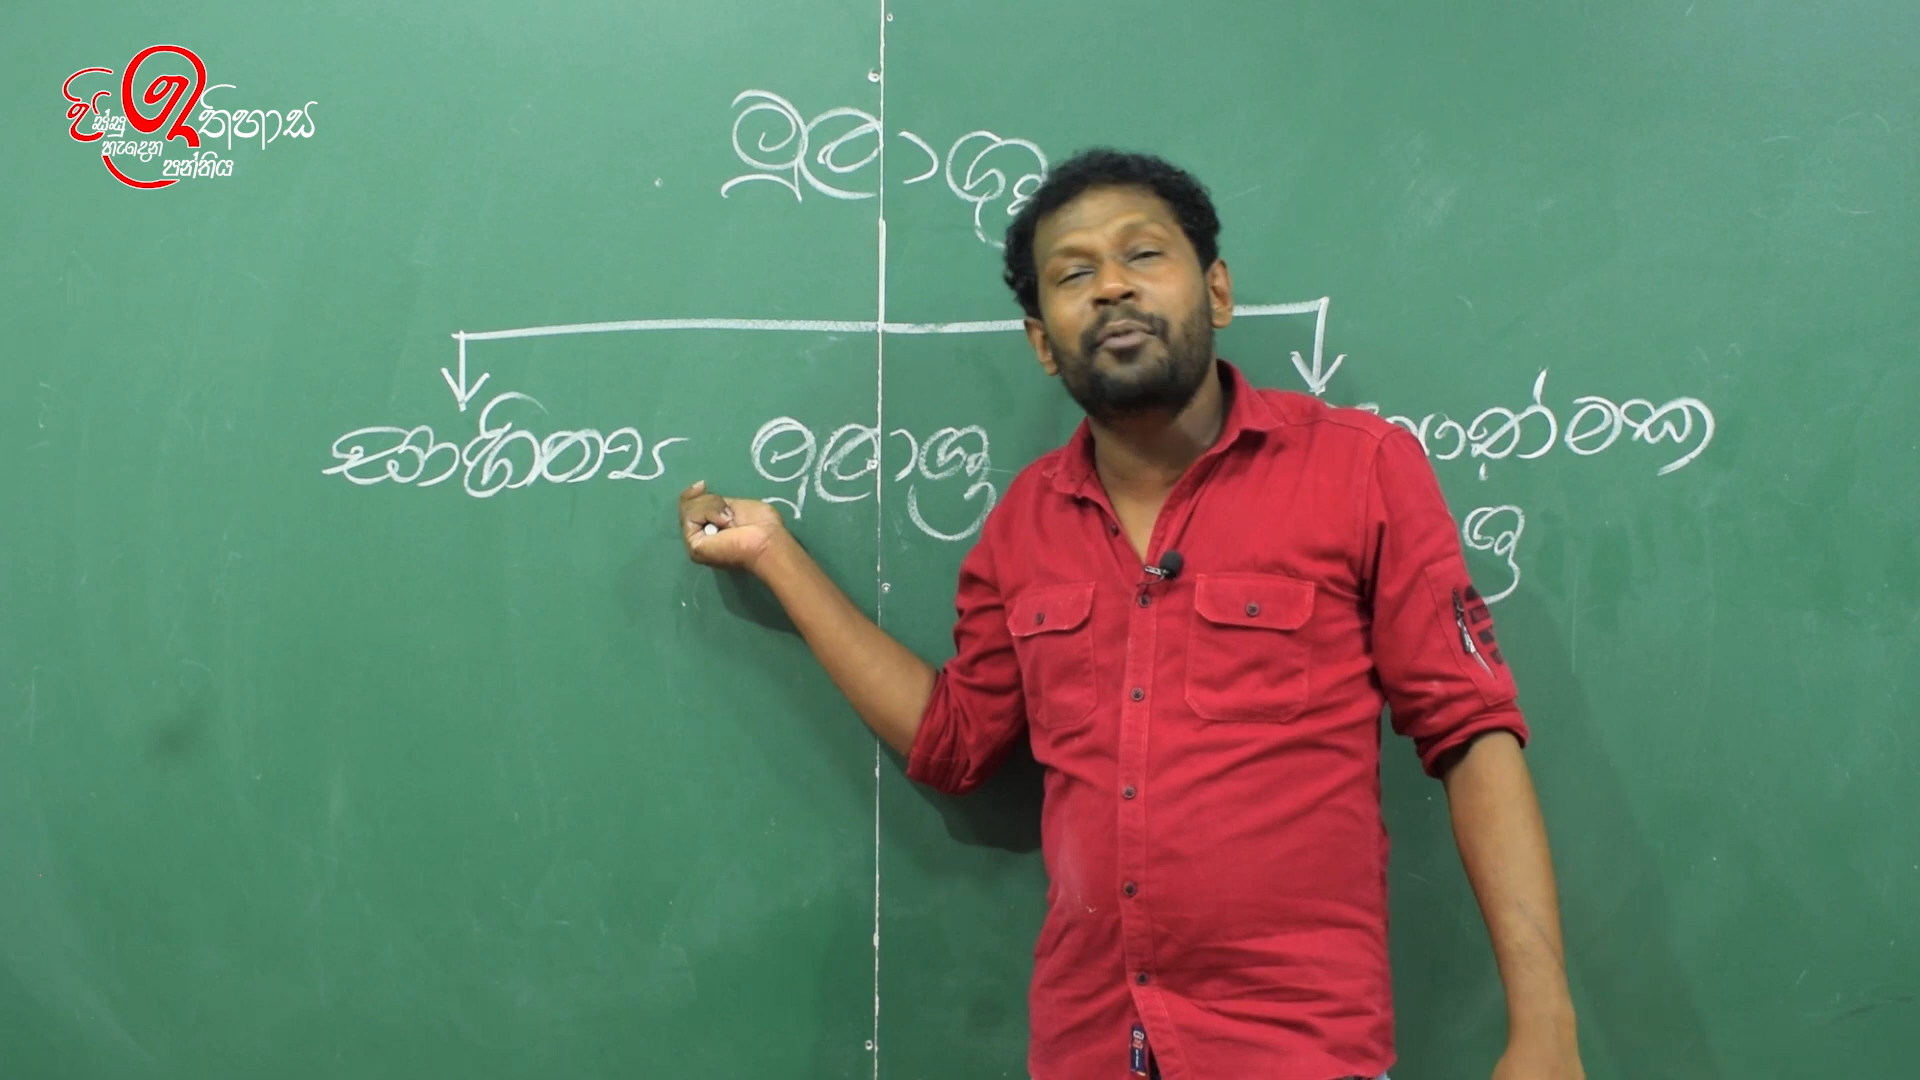 ඉතිහාස
පිස්සු
හැදෙන
පන්තිය
මූලාශ්‍ර
සාහිත්‍ය මූලාශ්‍ර